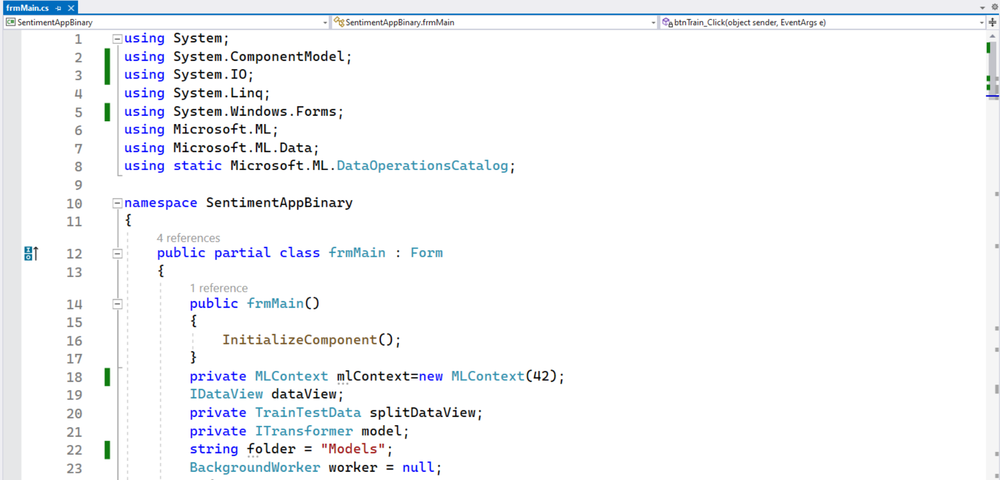 frmMain.cs
SentimentAppBinary SentimentAppBinary.frmMain btnTrain_Click(object sender, EventArgs e)
1 using System;
2 using System.ComponentModel;
3 using System.IO;
4 using System.Linq;
5 using System.Windows.Forms;
6 using Microsoft.ML;
7 using Microsoft.ML.Data;
8 using static Microsoft.ML.DataOperationsCatalog;
9
10 namespace SentimentAppBinary
11 {
4 references
12 public partial class frmMain : Form
13 {
1 reference
14 public frmMain()
15 {
16 InitializeComponent();
17 }
18 private MLContext mlContext=new MLContext(42);
19 IDataView dataView;
20 private TrainTestData splitDataView;
21 private ITransformer model;
22 string folder = "Models";
23 BackgroundWorker worker = null;